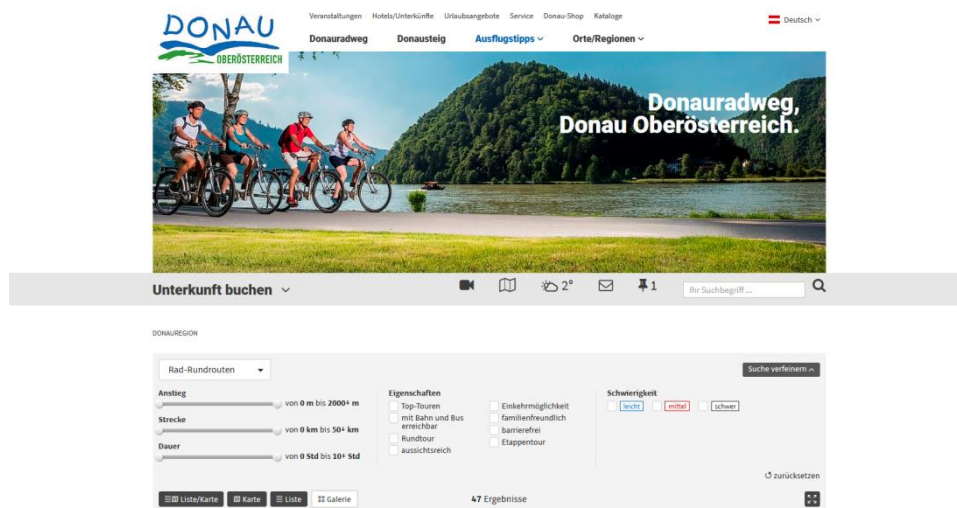 DONAU
OBERÖSTERREICH
Veranstaltungen Hotels/Unterkünfte Urlaubsangebote Service Donau-Shop Kataloge
Deutsch
Donauradweg Donausteig Ausflugstipps Orte/Regionen
Donauradweg,
Donau Oberösterreich.
Unterkunft buchen
2°
1
Ihr Suchbegriff ...
DONAUREGION
Rad-Rundrouten
Suche verfeinern
Anstieg
von 0 m bis 2000+ m
Strecke
von 0 km bis 50+ km
Dauer
von 0 Std bis 10+ Std
Eigenschaften
Top-Touren
mit Bahn und Bus
erreichbar
Rundtour
aussichtsreich
Einkehrmöglichkeit
familienfreundlich
barrierefrei
Etappentour
Schwierigkeit
leicht mittel schwer
zurücksetzen
Liste/Karte Karte Liste Galerie
47 Ergebnisse